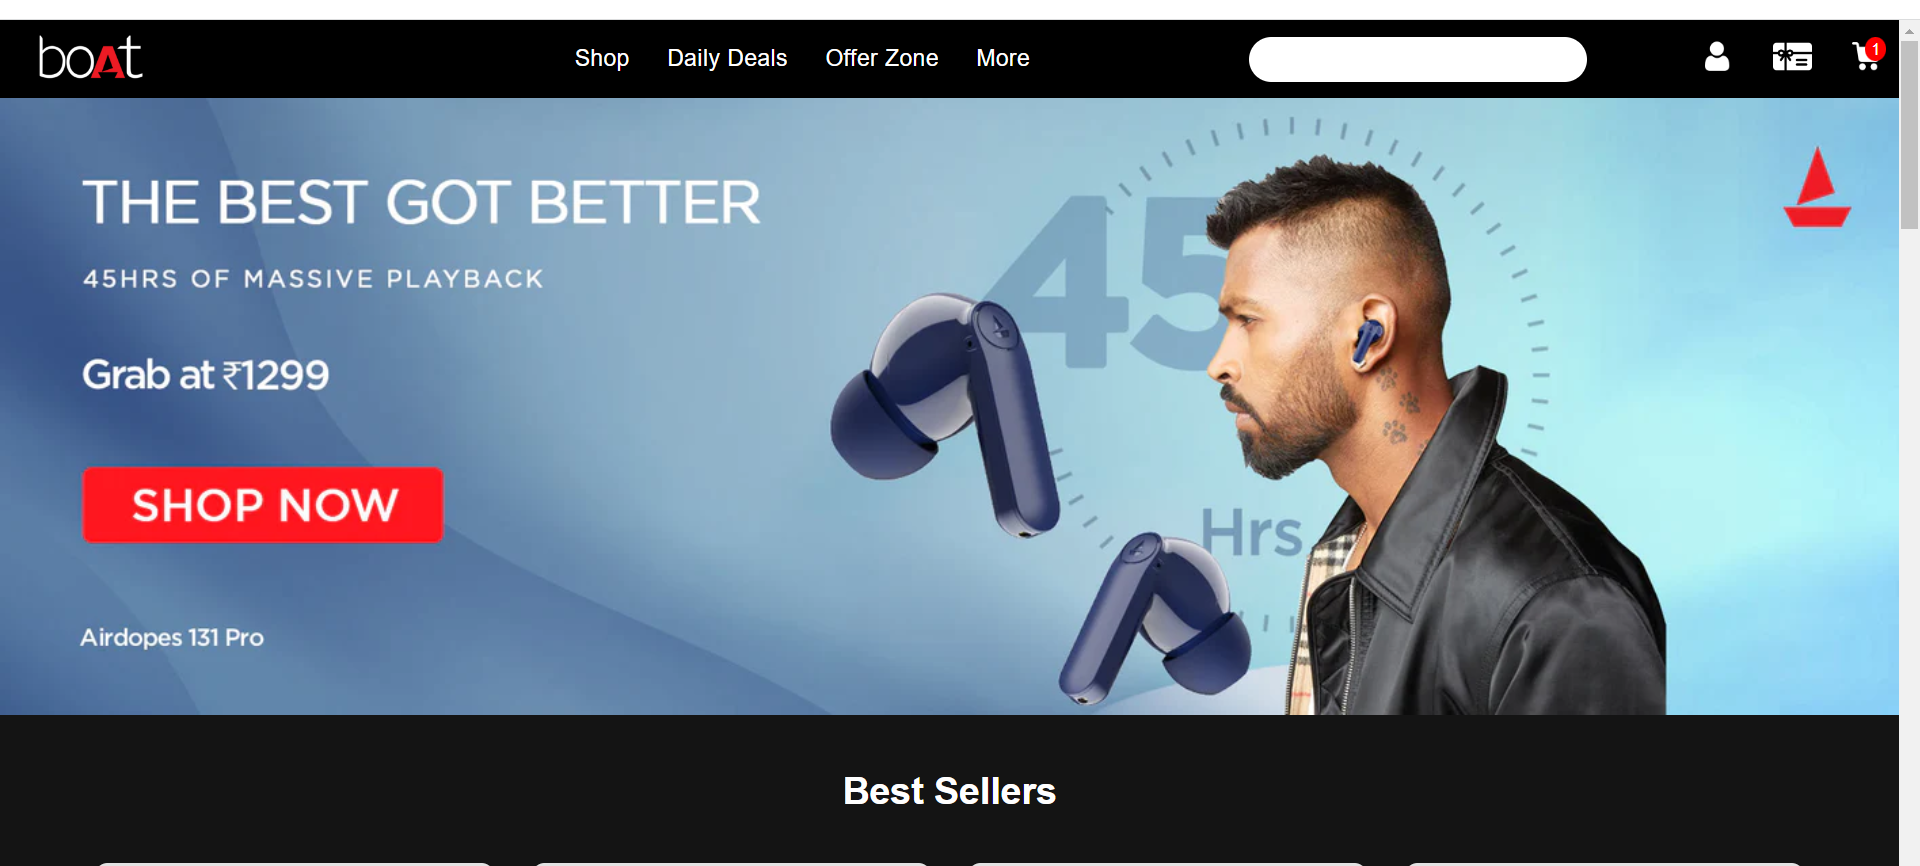 boAt
Shop
Daily Deals
Offer Zone
More
1
THE BEST GOT BETTER
45HRS OF MASSIVE PLAYBACK
Grab at ₹1299
SHOP NOW
Airdopes 131 Pro
45
Hrs
Best Sellers